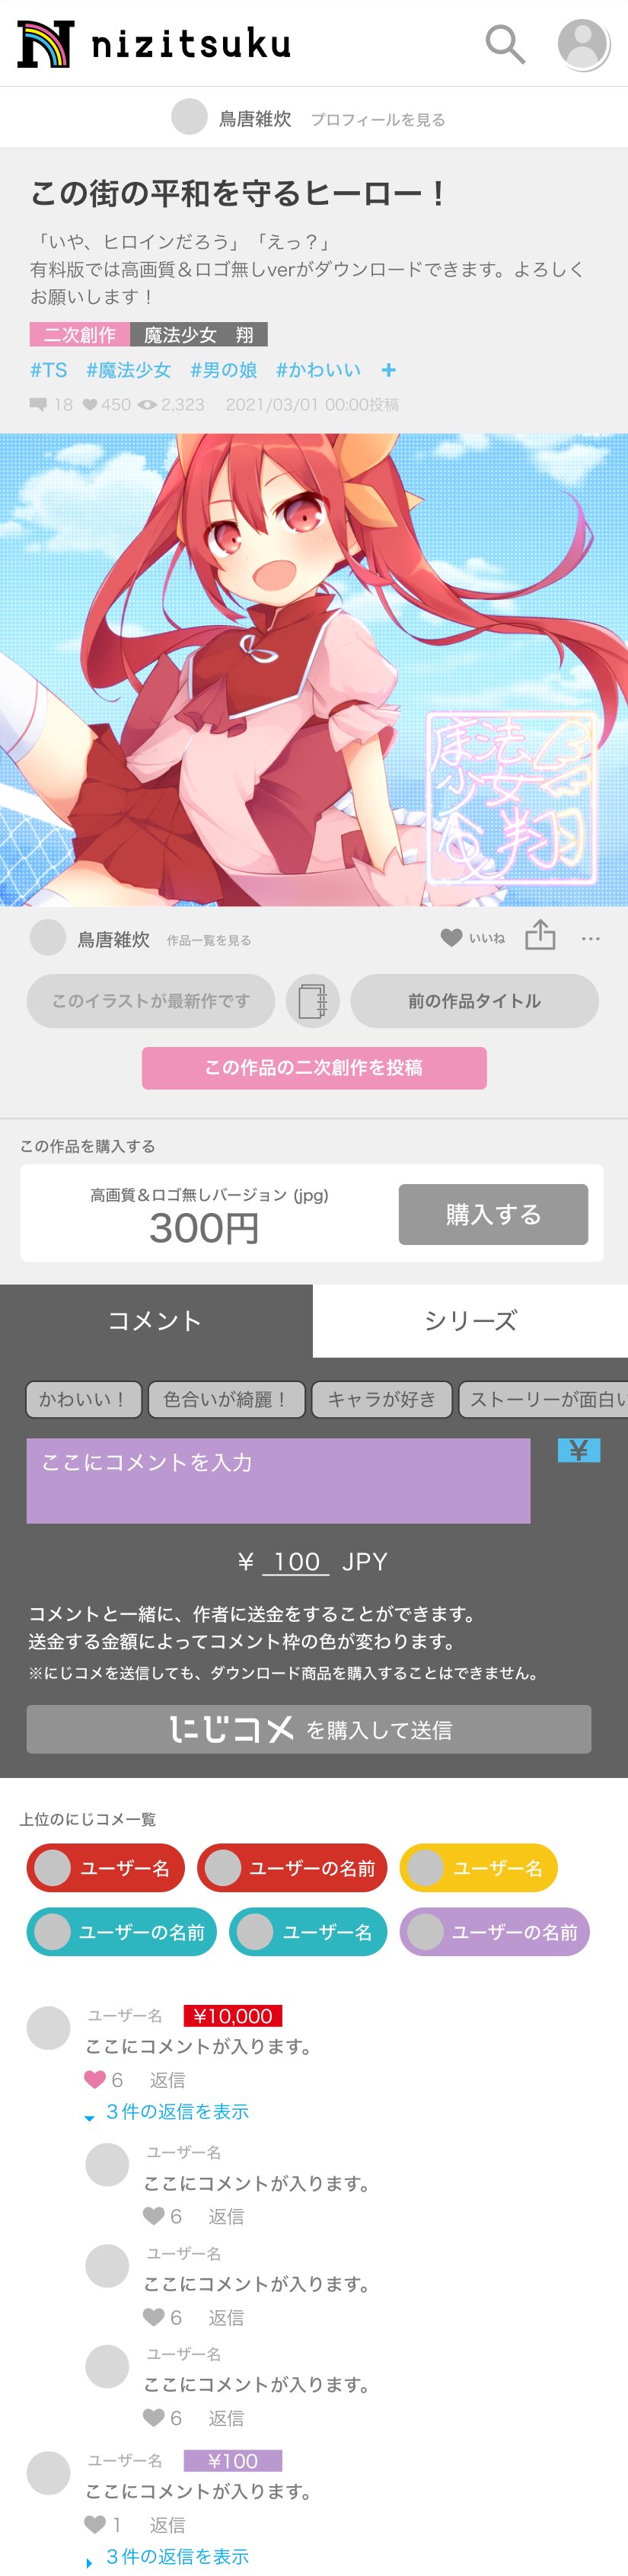 nizitsuku
鳥唐雑炊 プロフィールを見る
この街の平和を守るヒーロー！
「いや、ヒロインだろう」「えっ？」
有料版では高画質＆ロゴ無しverがダウンロードできます。よろしく
お願いします！
二次創作 魔法少女　翔
#TS #魔法少女 #男の娘 #かわいい +
18 450 2,323 2021/03/01 00:00投稿
魔法
少女
翔
鳥唐雑炊 作品一覧を見る いいね …
このイラストが最新作です 前の作品タイトル
この作品の二次創作を投稿
この作品を購入する
高画質＆ロゴ無しバージョン (jpg)
300円 購入する
コメント シリーズ
かわいい！ 色合いが綺麗！ キャラが好き ストーリーが面白い
ここにコメントを入力 ¥
¥ 100 JPY
コメントと一緒に、作者に送金をすることができます。
送金する金額によってコメント枠の色が変わります。
※にじコメを送信しても、ダウンロード商品を購入することはできません。
にじコメ を購入して送信
上位のにじコメ一覧
ユーザー名 ユーザーの名前 ユーザー名
ユーザーの名前 ユーザー名 ユーザーの名前
ユーザー名 ¥10,000
ここにコメントが入ります。
6 返信
３件の返信を表示
ユーザー名
ここにコメントが入ります。
6 返信
ユーザー名
ここにコメントが入ります。
6 返信
ユーザー名
ここにコメントが入ります。
6 返信
ユーザー名 ¥100
ここにコメントが入ります。
1 返信
３件の返信を表示